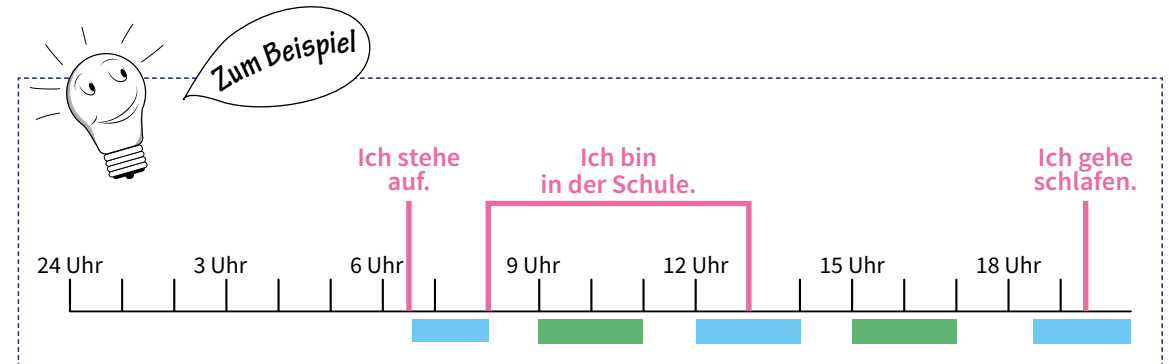 Zum Beispiel
Ich stehe
auf.
Ich bin
in der Schule.
Ich gehe
schlafen.
24 Uhr
3 Uhr
6 Uhr
9 Uhr
12 Uhr
15 Uhr
18 Uhr